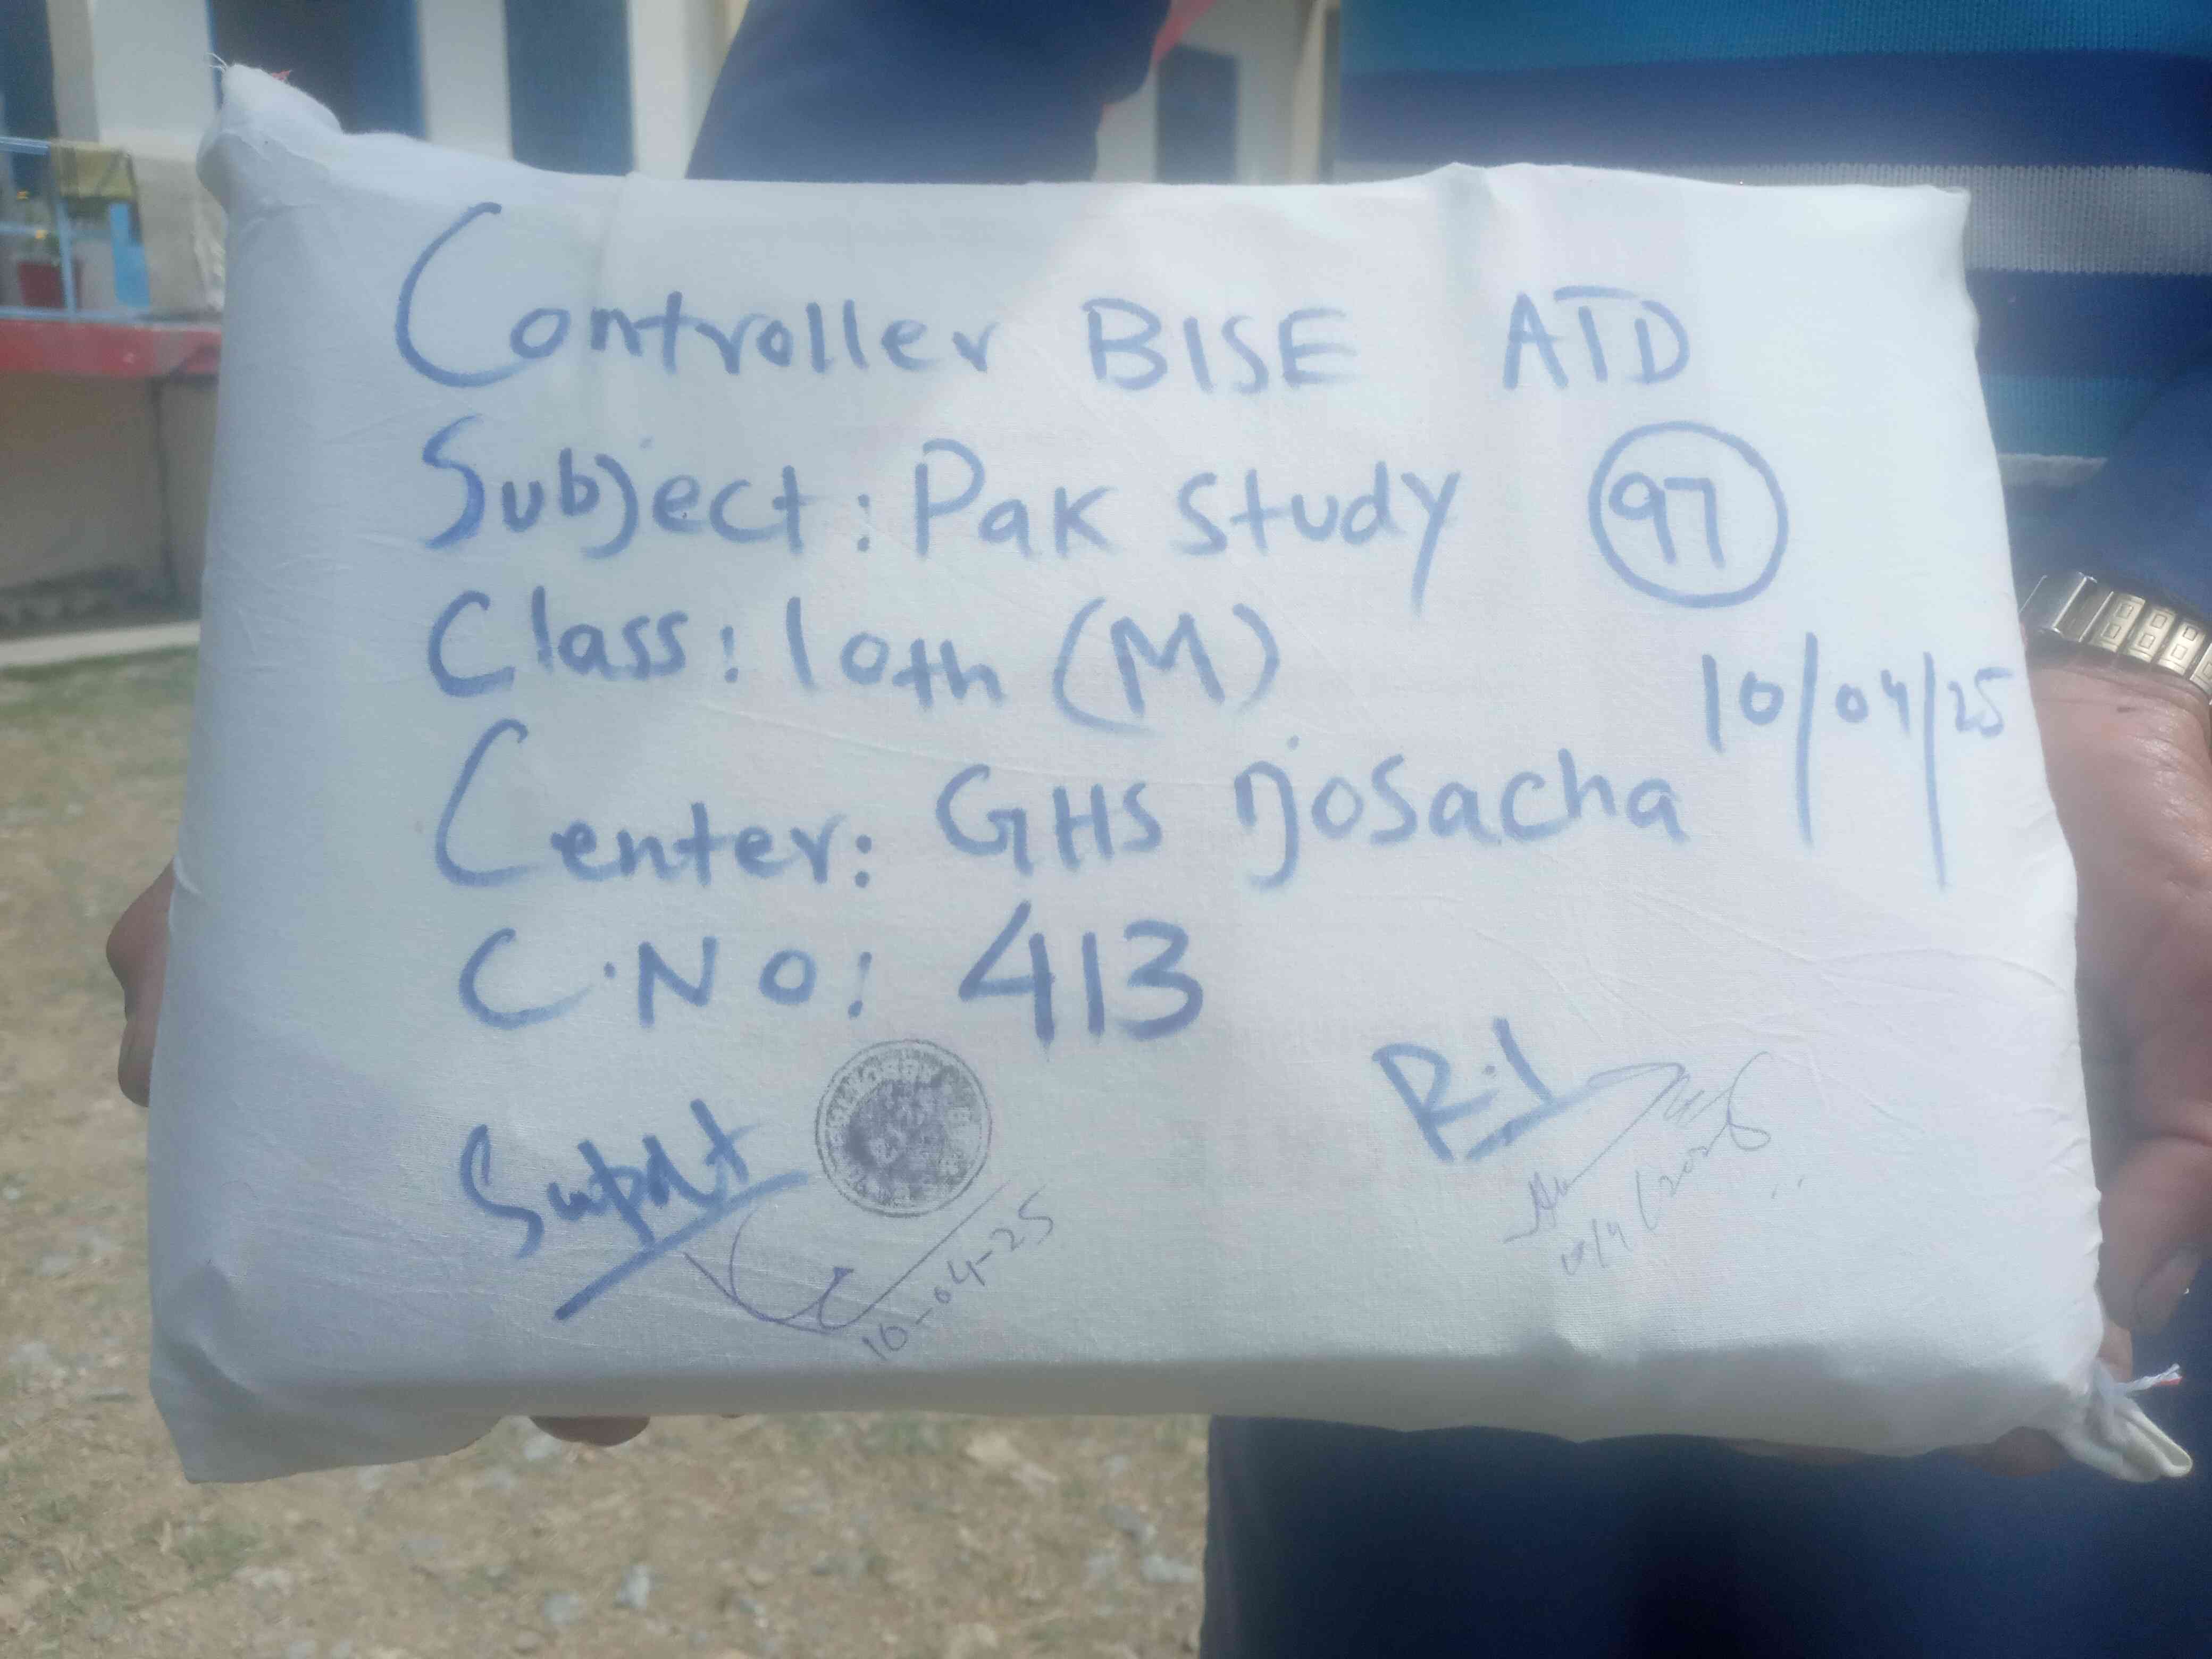 Controller BISE ATD
Subject: Pak Study 97
Class: 10th (M)
10/04/25
Center: GHS Djosacha
C.No: 413
Supdt
R.I
10-04-25